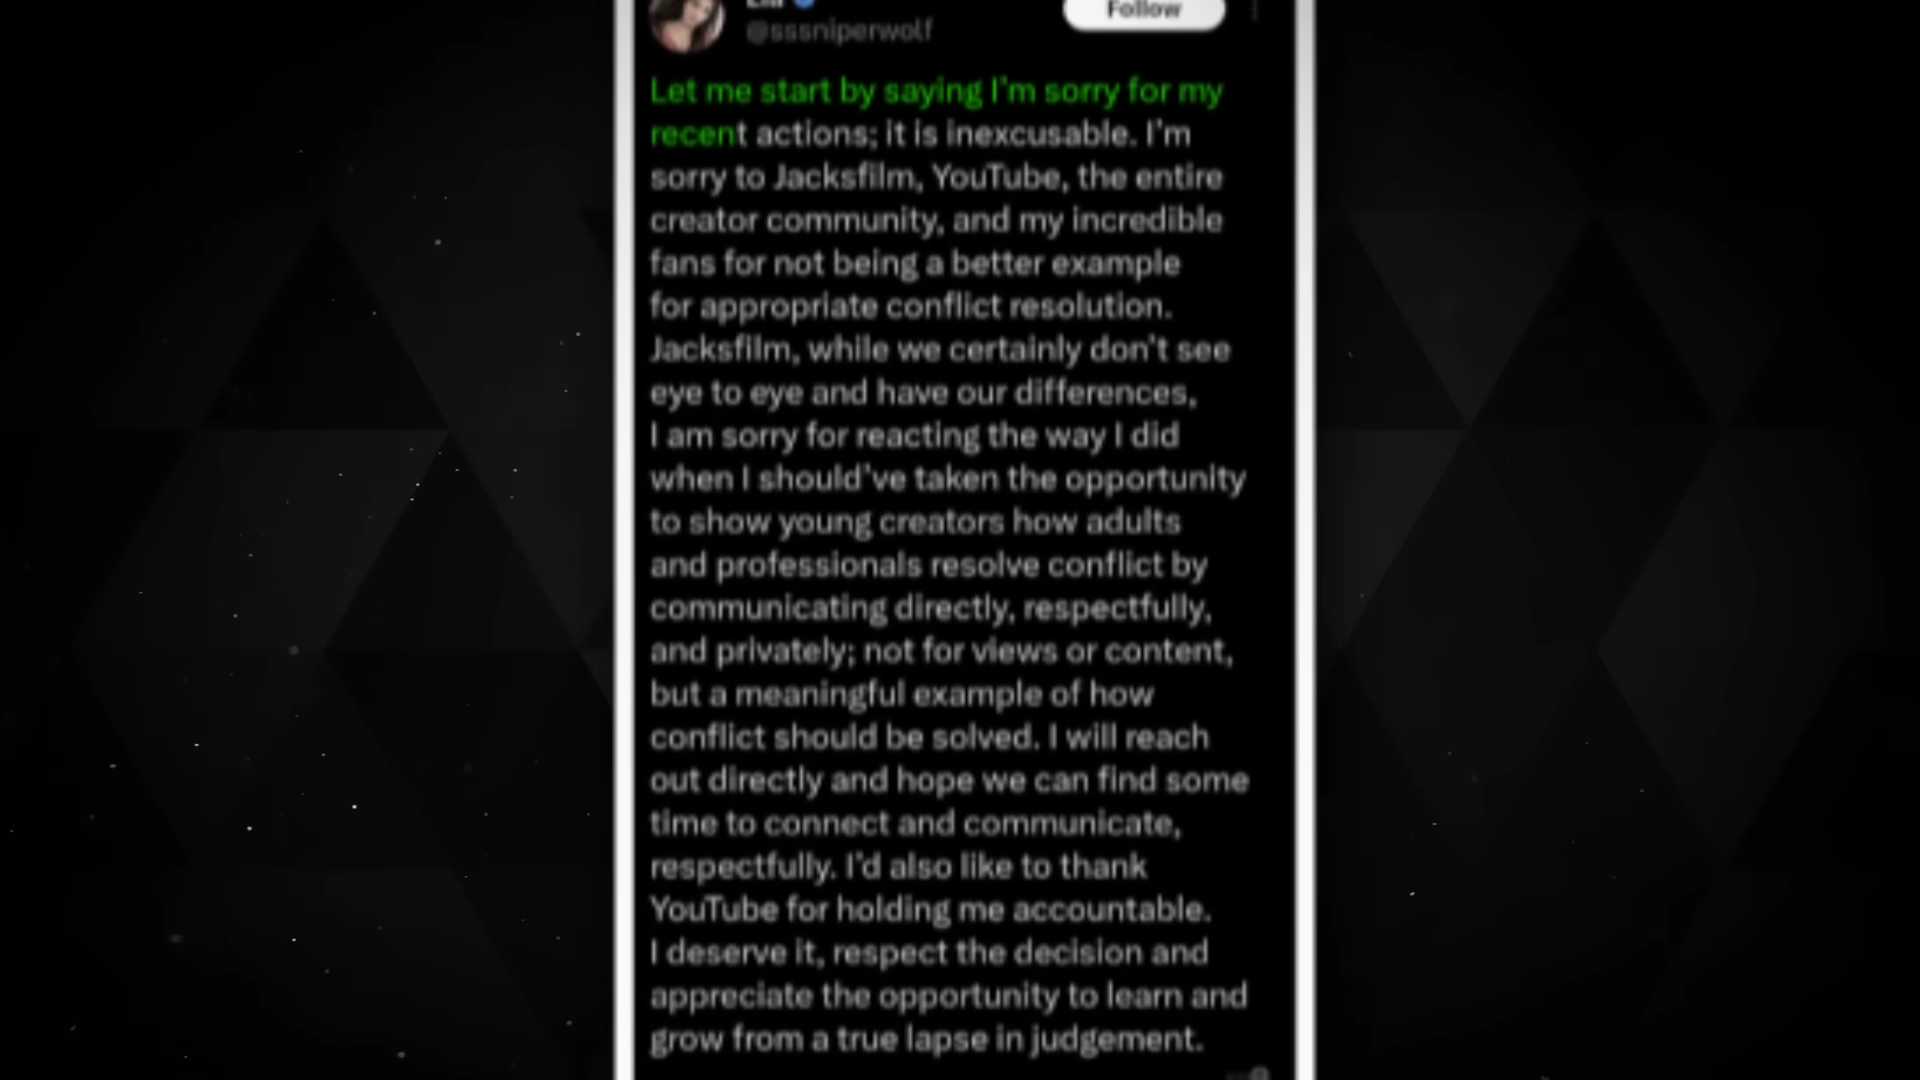 Follow
@sssniperwolf
Let me start by saying I'm sorry for my
recent actions; it is inexcusable. I'm
sorry to Jacksfilm, YouTube, the entire
creator community, and my incredible
fans for not being a better example
for appropriate conflict resolution.
Jacksfilm, while we certainly don't see
eye to eye and have our differences,
I am sorry for reacting the way I did
when I should've taken the opportunity
to show young creators how adults
and professionals resolve conflict by
communicating directly, respectfully,
and privately; not for views or content,
but a meaningful example of how
conflict should be solved. I will reach
out directly and hope we can find some
time to connect and communicate,
respectfully. I'd also like to thank
YouTube for holding me accountable.
I deserve it, respect the decision and
appreciate the opportunity to learn and
grow from a true lapse in judgement.